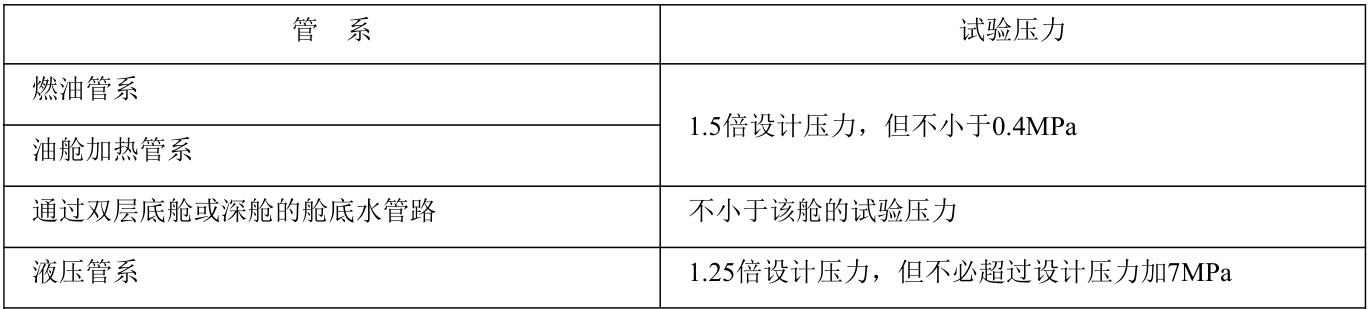 管 系
试验压力
燃油管系
1.5倍设计压力，但不小于0.4MPa
油舱加热管系
通过双层底舱或深舱的舱底水管路
不小于该舱的试验压力
液压管系
1.25倍设计压力，但不必超过设计压力加7MPa